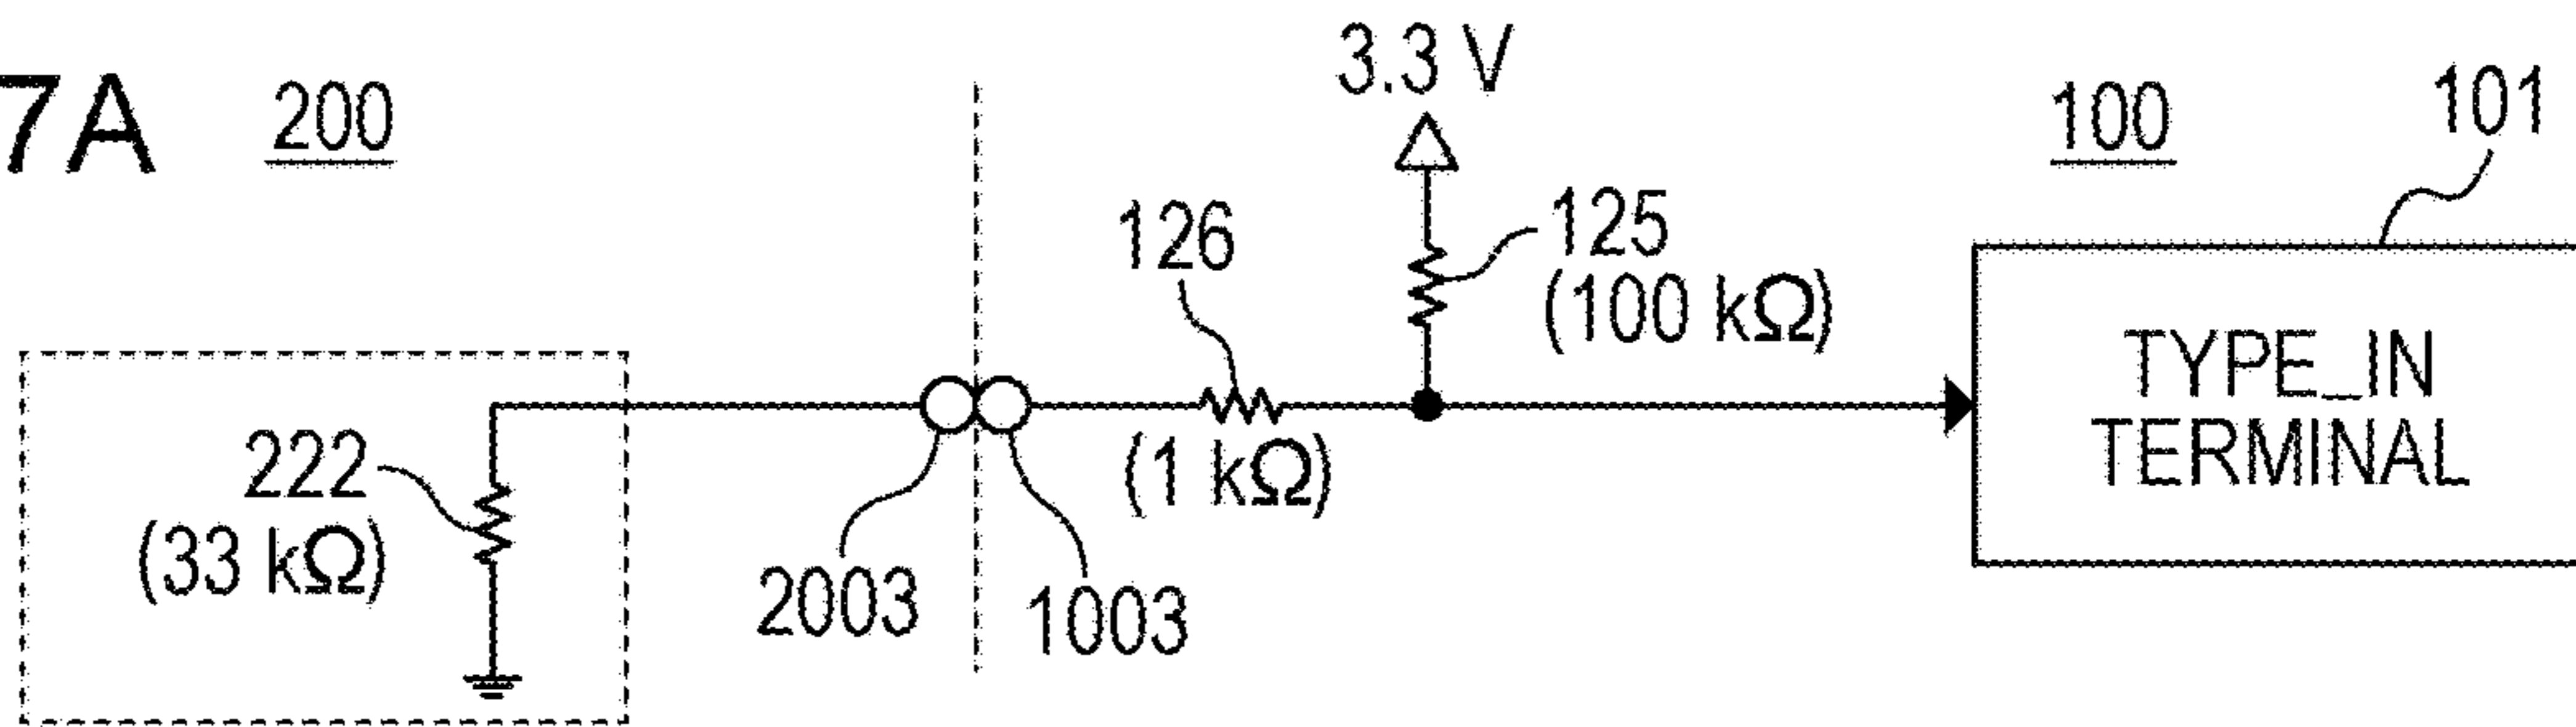 7A
200
3.3 V
100
101
126
125
(100 kΩ)
TYPE_IN
TERMINAL
222
(33 kΩ)
(1 kΩ)
2003
1003